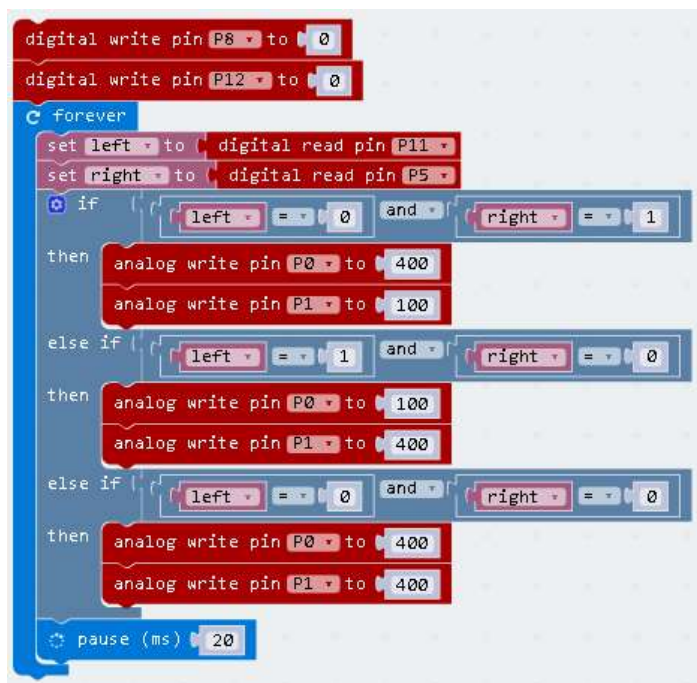 digital write pin P8 to 0
digital write pin P12 to 0
forever
set left to digital read pin P11
set right to digital read pin P5
if left = 0 and right = 1
then analog write pin P0 to 400
analog write pin P1 to 100
else if left = 1 and right = 0
then analog write pin P0 to 100
analog write pin P1 to 400
else if left = 0 and right = 0
then analog write pin P0 to 400
analog write pin P1 to 400
pause (ms) 20